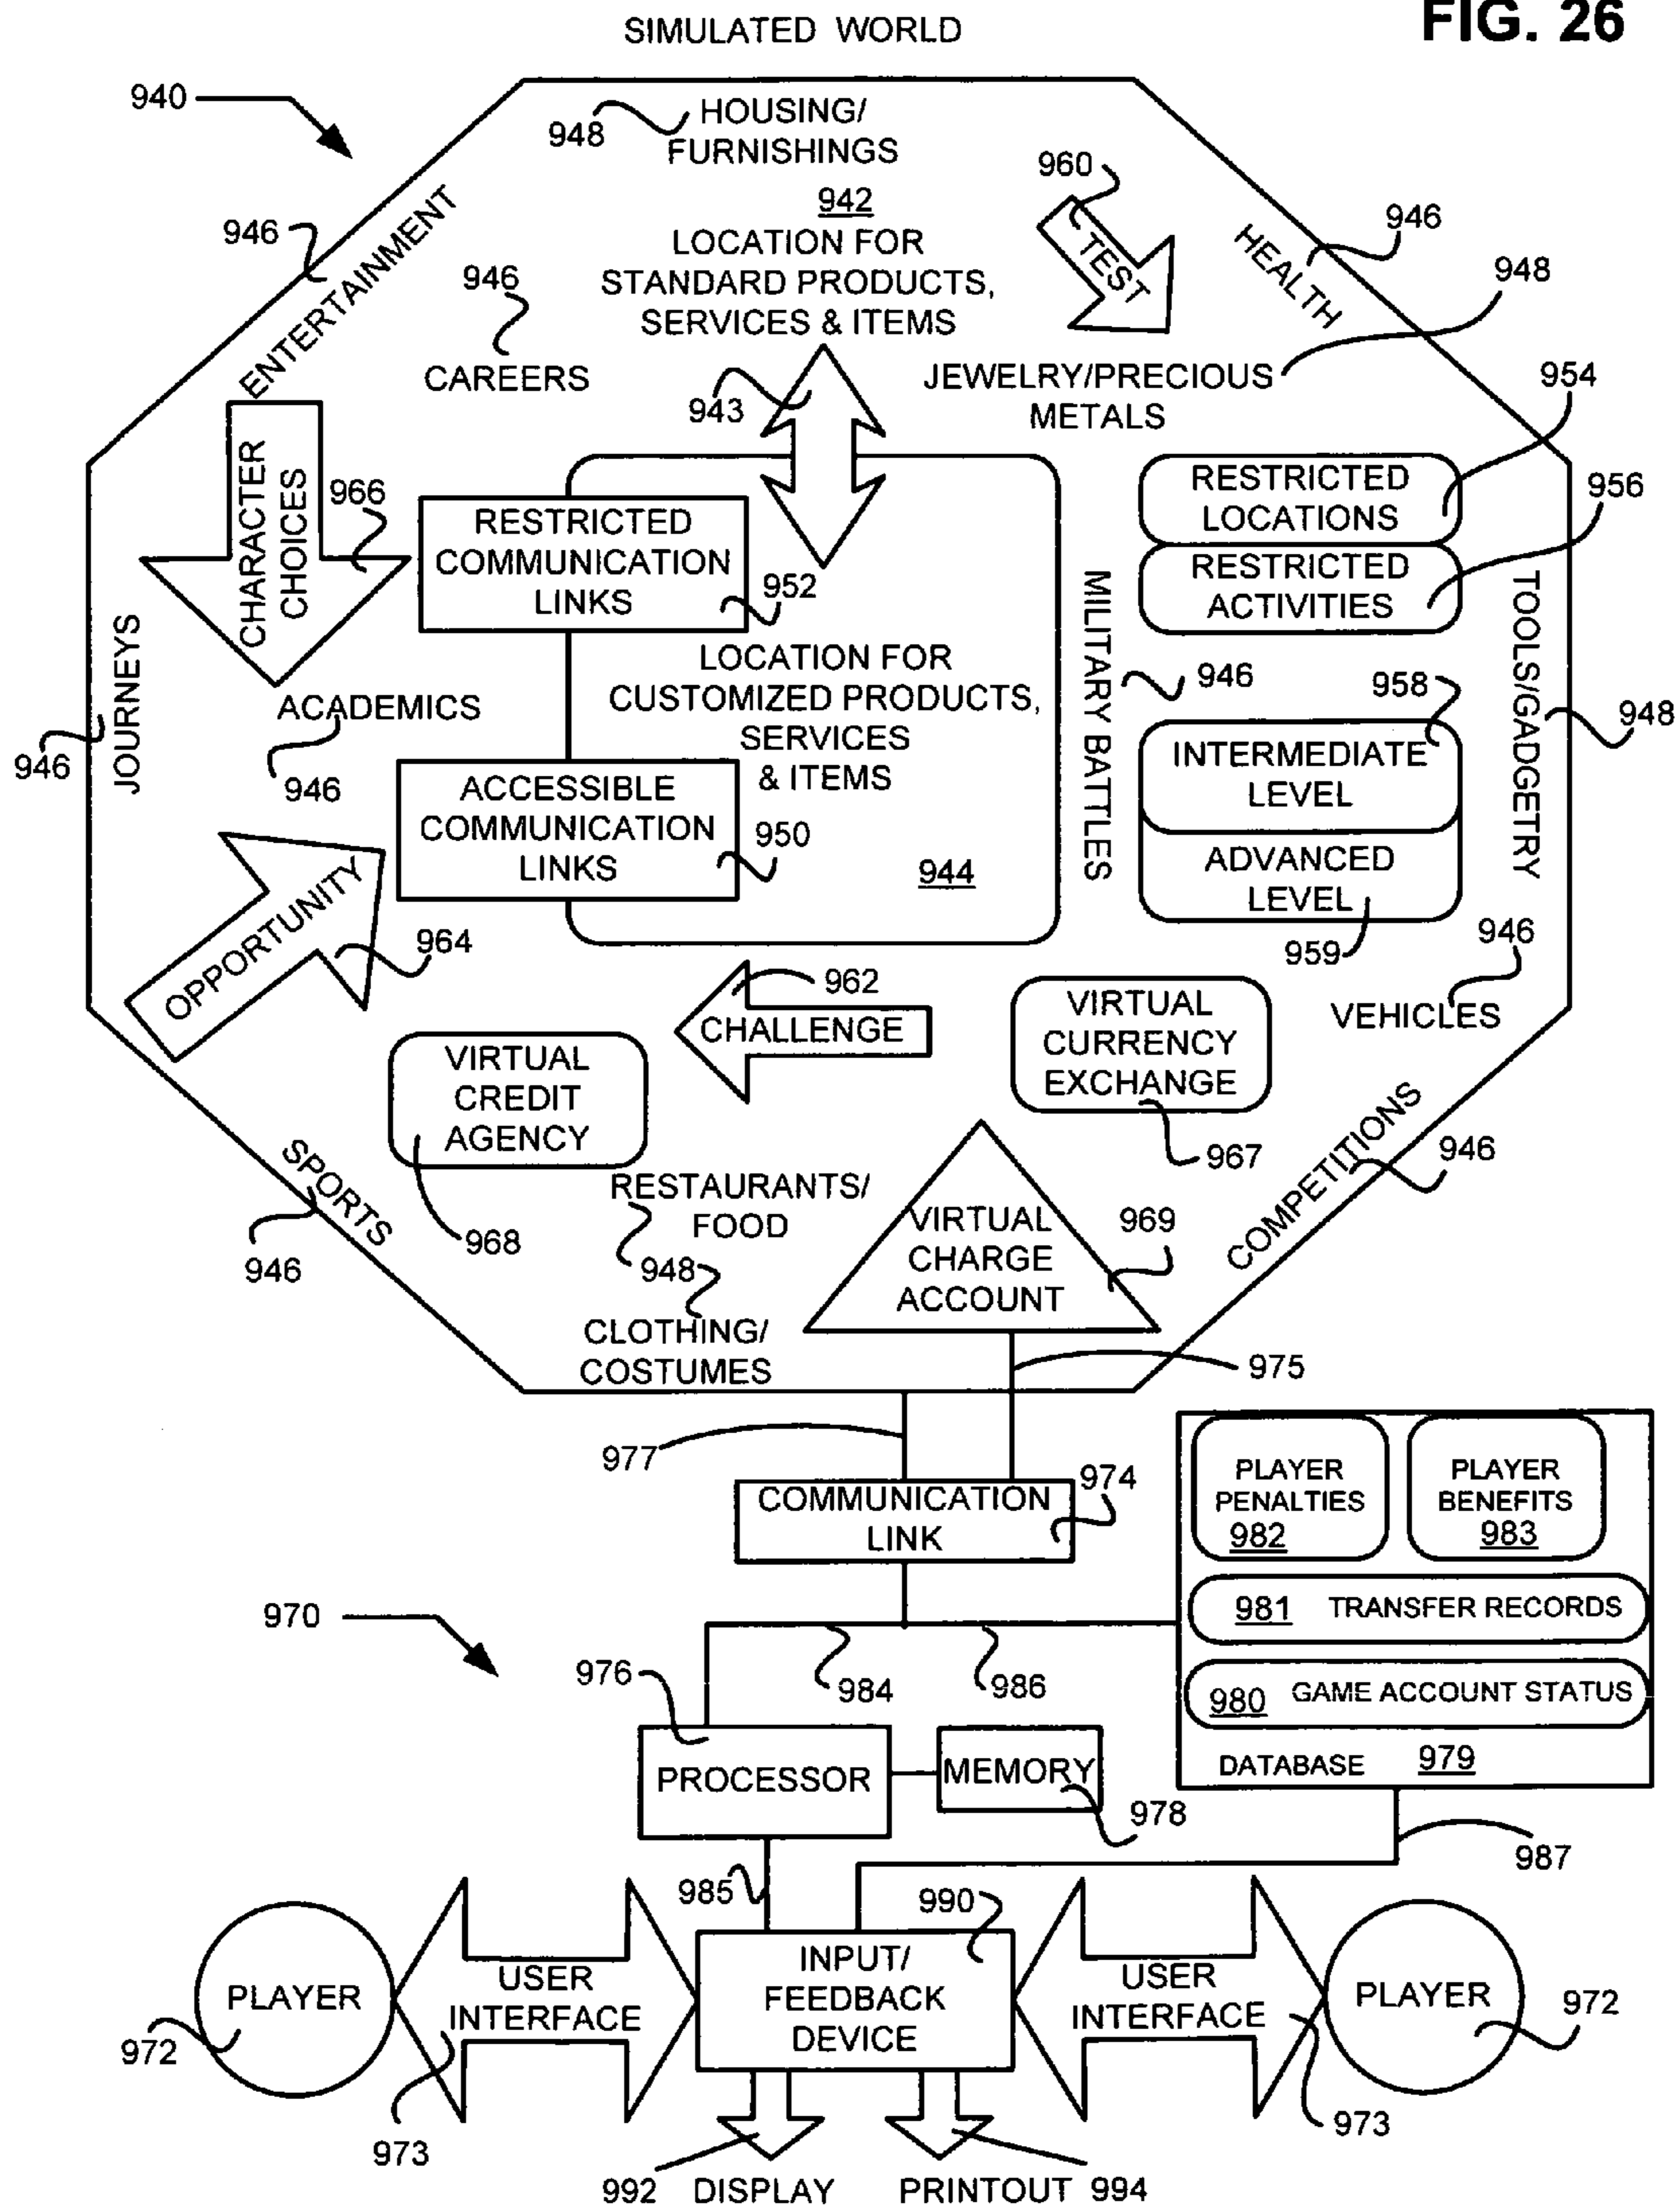 FIG. 26
SIMULATED WORLD
940
948
HOUSING/
FURNISHINGS
960
TEST
946
ENTERTAINMENT
942
LOCATION FOR
STANDARD PRODUCTS,
SERVICES & ITEMS
946
HEALTH
948
946
CAREERS
943
JEWELRY/PRECIOUS
METALS
954
RESTRICTED
LOCATIONS
956
RESTRICTED
ACTIVITIES
CHARACTER
CHOICES
966
RESTRICTED
COMMUNICATION
LINKS
952
MILITARY BATTLES
946
TOOLS/GADGETRY
948
JOURNEYS
946
ACADEMICS
946
LOCATION FOR
CUSTOMIZED PRODUCTS,
SERVICES
& ITEMS
958
INTERMEDIATE
LEVEL
ADVANCED
LEVEL
959
ACCESSIBLE
COMMUNICATION
LINKS
950
944
OPPORTUNITY
964
962
CHALLENGE
VIRTUAL
CURRENCY
EXCHANGE
967
946
VEHICLES
VIRTUAL
CREDIT
AGENCY
968
SPORTS
946
RESTAURANTS/
FOOD
948
CLOTHING/
COSTUMES
VIRTUAL
CHARGE
ACCOUNT
969
COMPETITIONS
946
975
977
COMMUNICATION
LINK
974
PLAYER
PENALTIES
982
PLAYER
BENEFITS
983
981 TRANSFER RECORDS
980 GAME ACCOUNT STATUS
DATABASE 979
970
976
984
986
PROCESSOR
MEMORY
978
987
985
990
PLAYER
972
USER
INTERFACE
973
INPUT/
FEEDBACK
DEVICE
USER
INTERFACE
973
PLAYER
972
992 DISPLAY
PRINTOUT 994